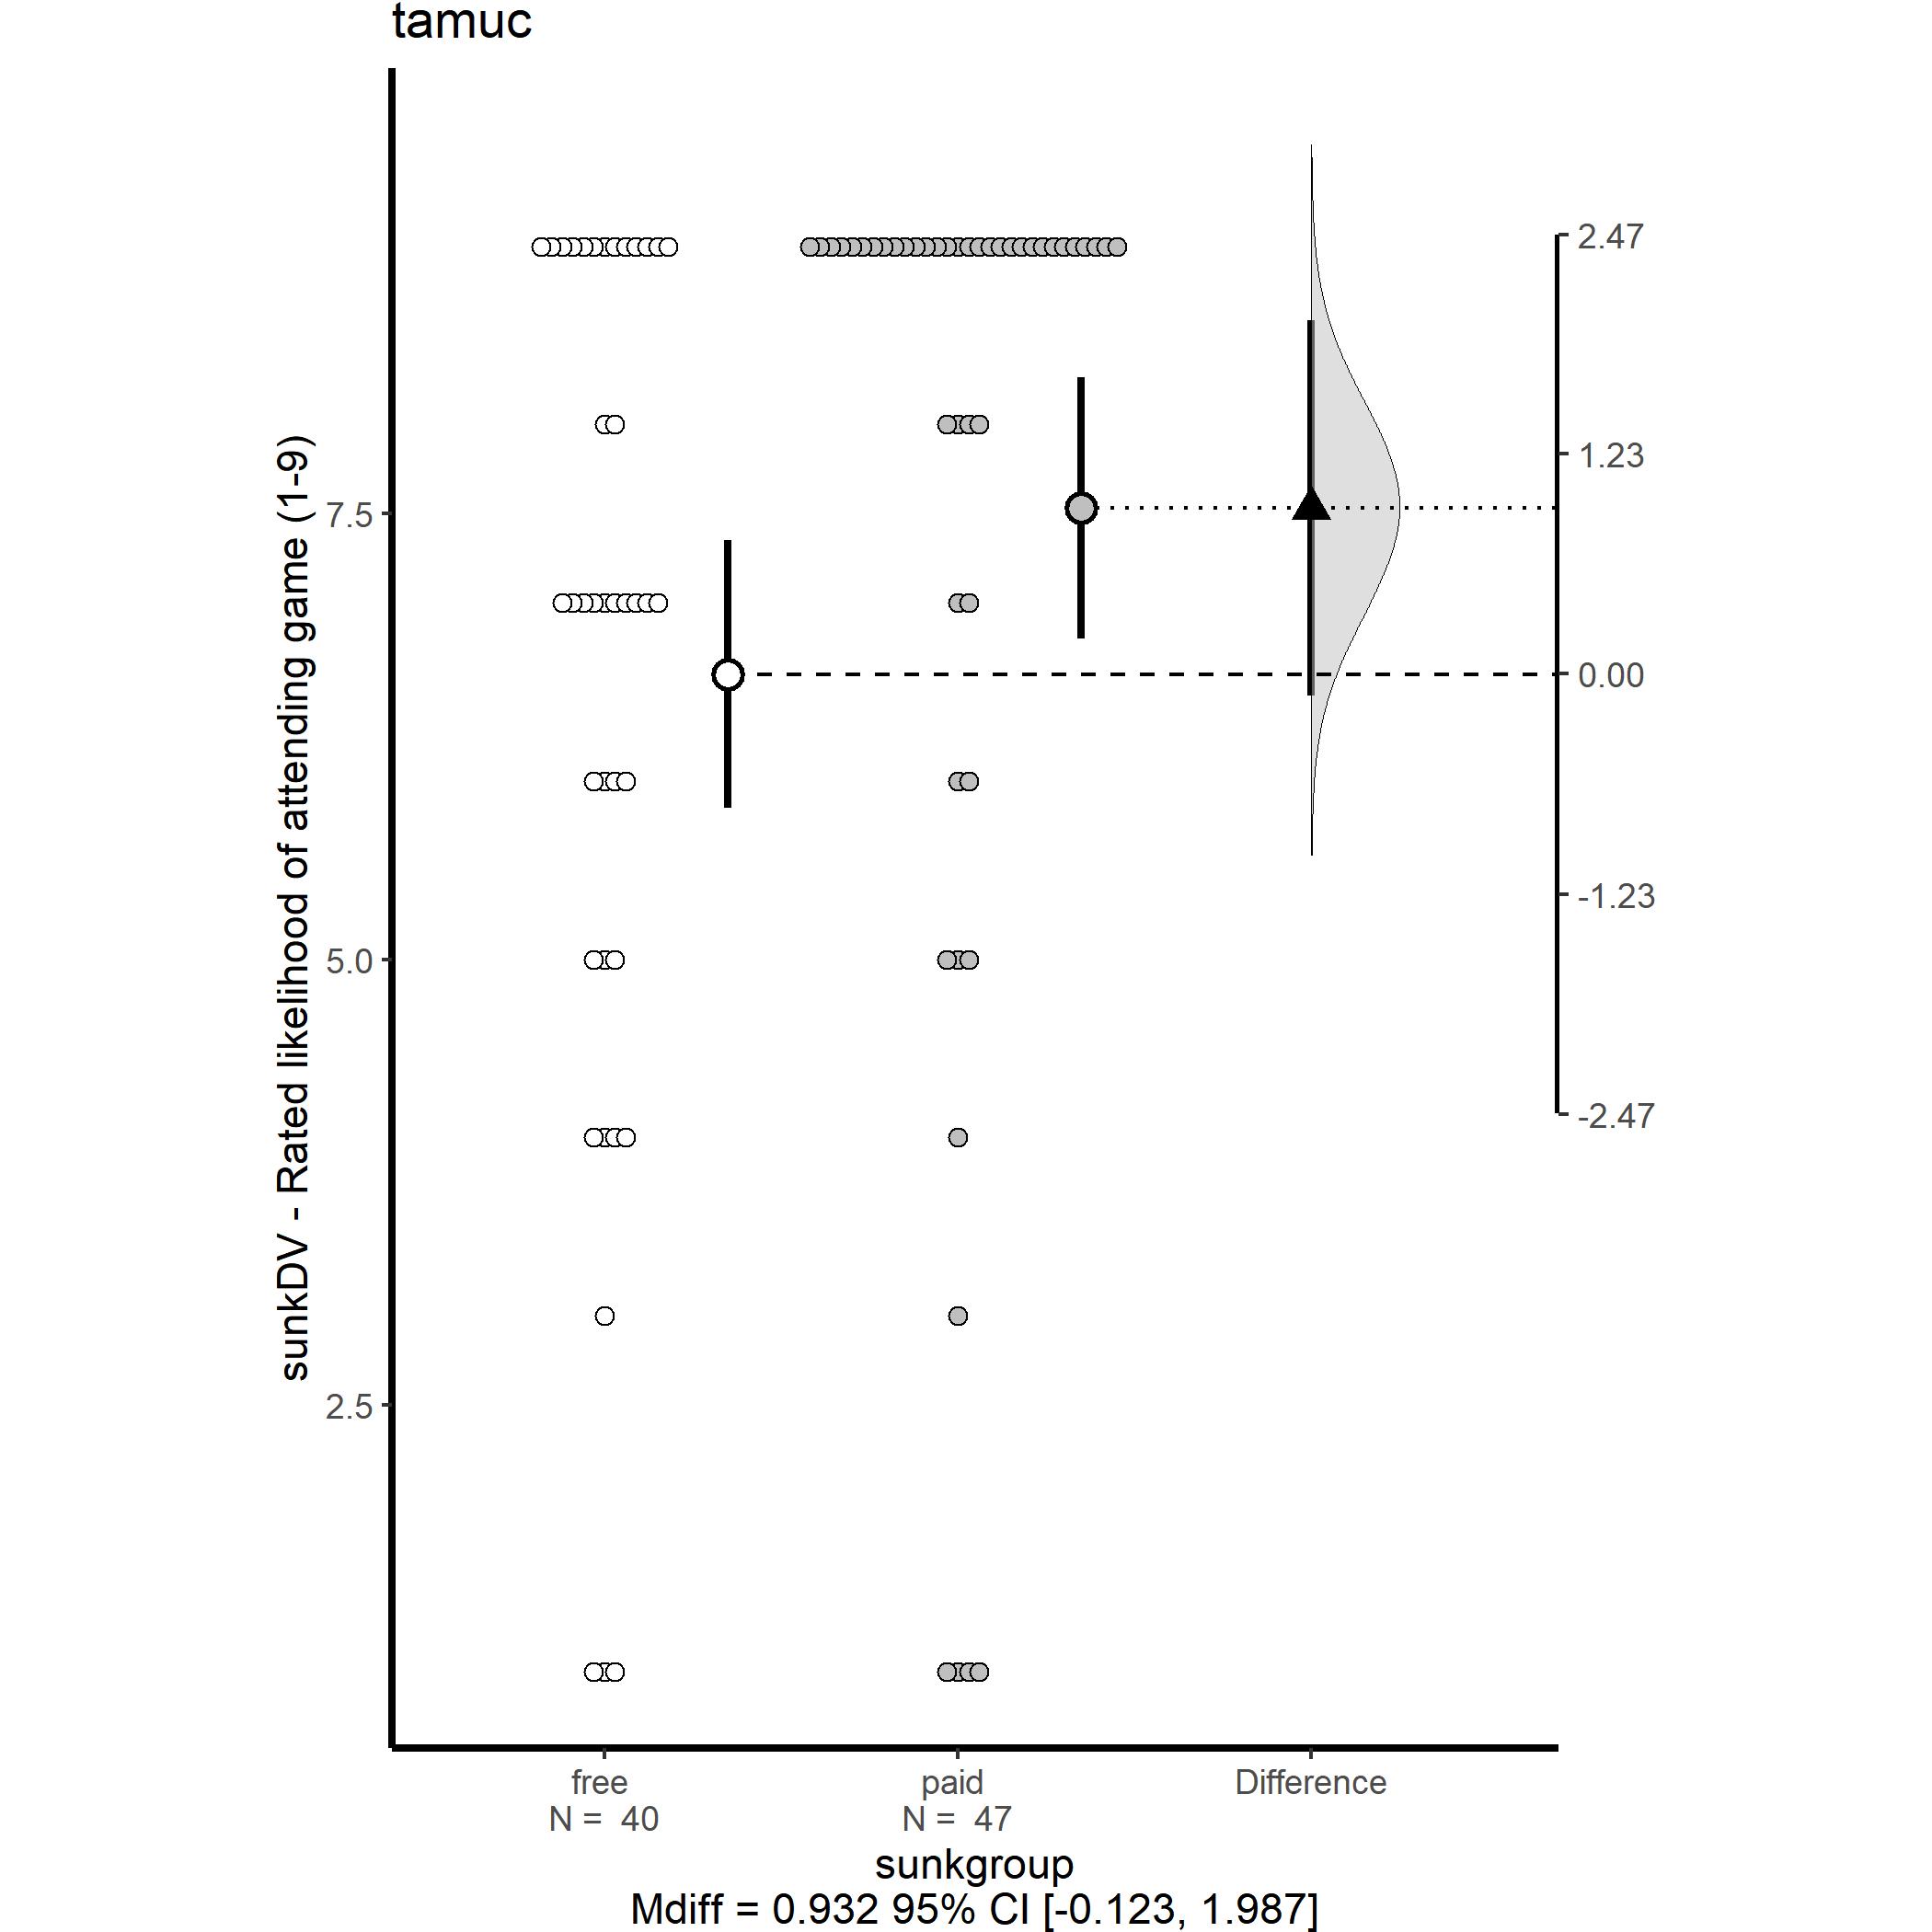 tamuc
sunkDV - Rated likelihood of attending game (1-9)
7.5
5.0
2.5
2.47
1.23
0.00
-1.23
-2.47
free
N =  40
paid
N =  47
Difference
sunkgroup
Mdiff = 0.932 95% CI [-0.123, 1.987]